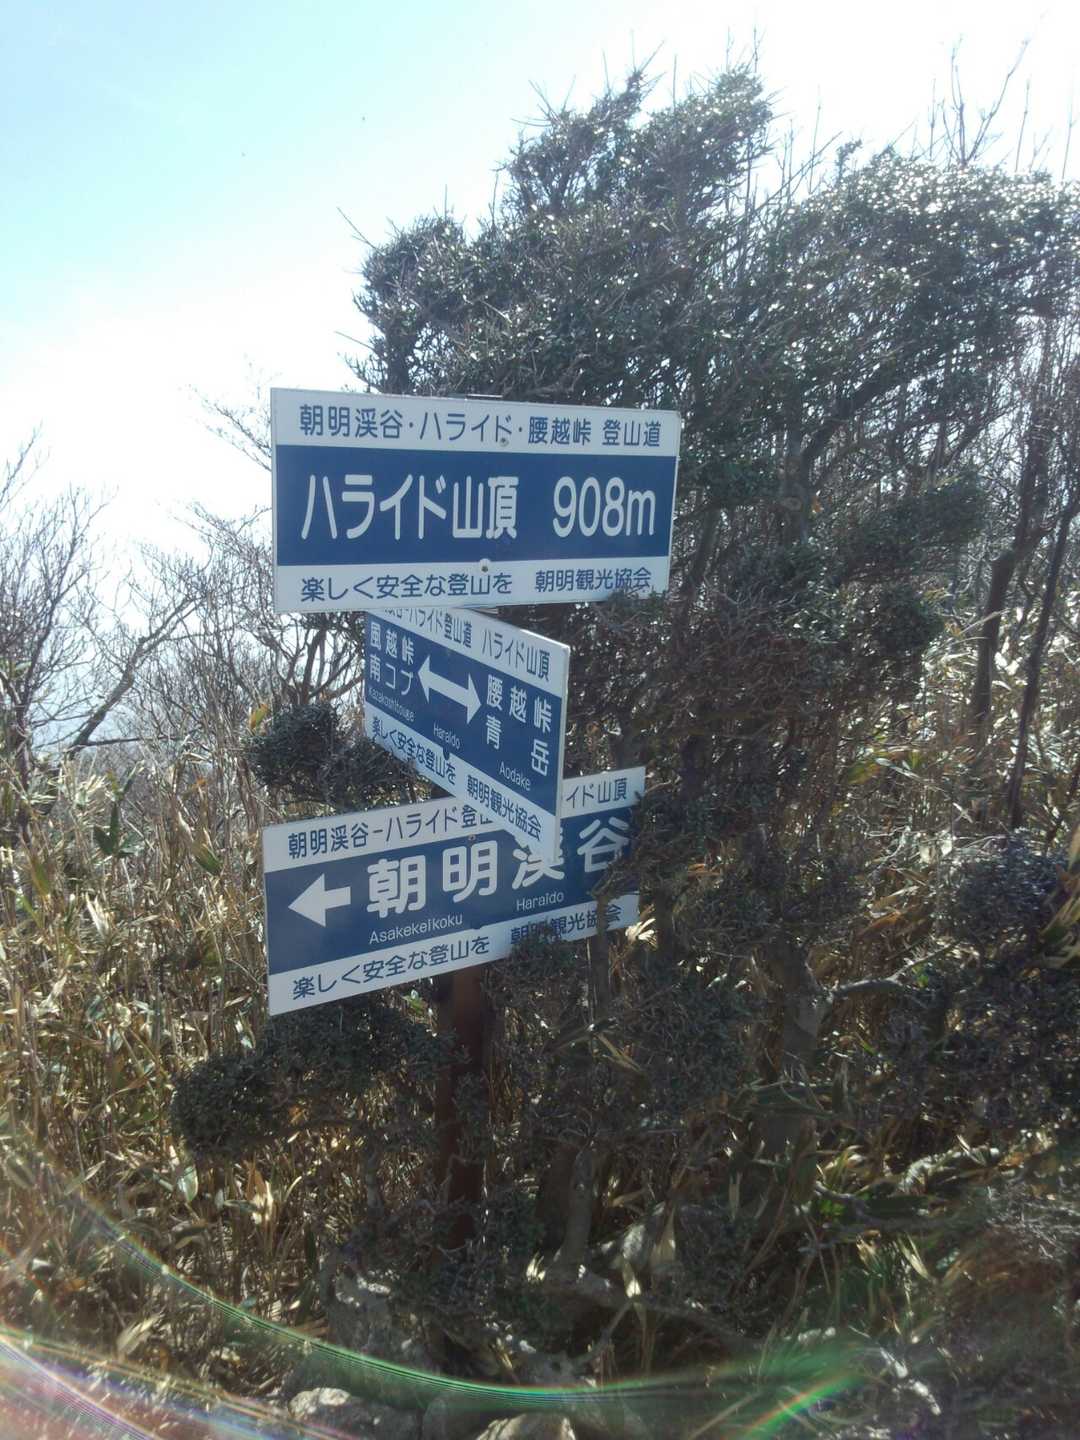 朝明渓谷・ハライド・腰越峠 登山道
ハライド山頂 908m
楽しく安全な登山を 朝明観光協会
谷-ハライド登山道 ハライド山頂
風越峠
南コブ
腰越峠
青岳
Haraido
Aodake
楽しく安全な登山を 朝明観光協会
朝明渓谷-ハライド登山 イド山頂
朝明渓谷
Asakekeikoku Haraido
楽しく安全な登山を 朝明観光協会